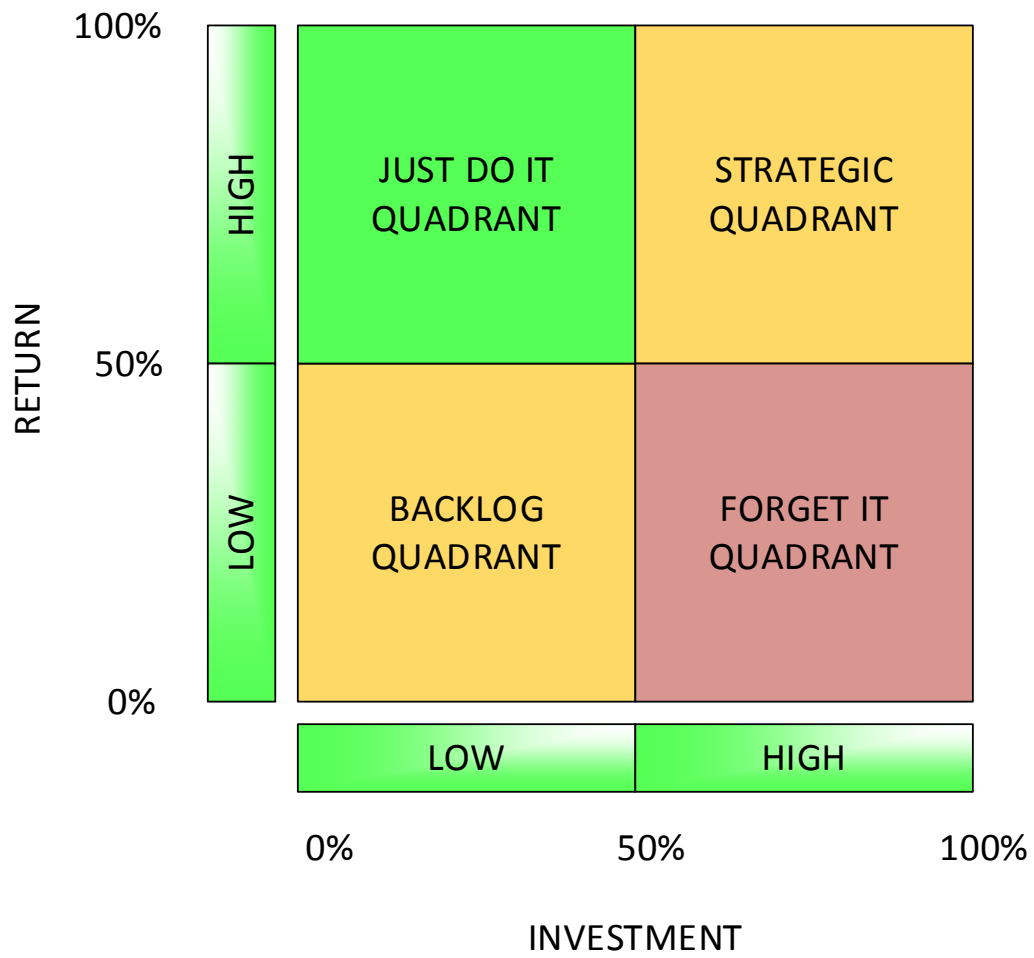 100%
HIGH
JUST DO IT
QUADRANT
STRATEGIC
QUADRANT
RETURN
50%
LOW
BACKLOG
QUADRANT
FORGET IT
QUADRANT
0%
LOW
HIGH
0%
50%
100%
INVESTMENT